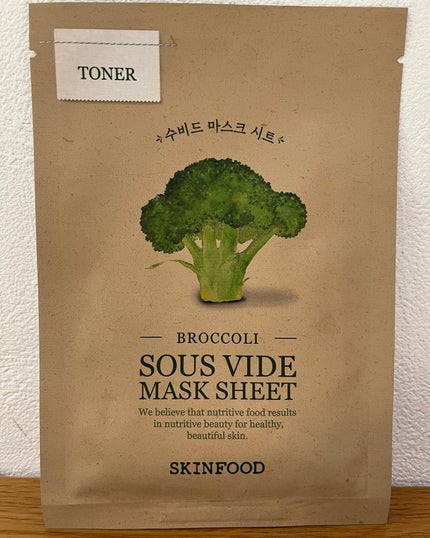 TONER
수비드 마스크 시트
BROCCOLI
SOUS VIDE
MASK SHEET
We believe that nutritive food results
in nutritive beauty for healthy,
beautiful skin.
SKINFOOD